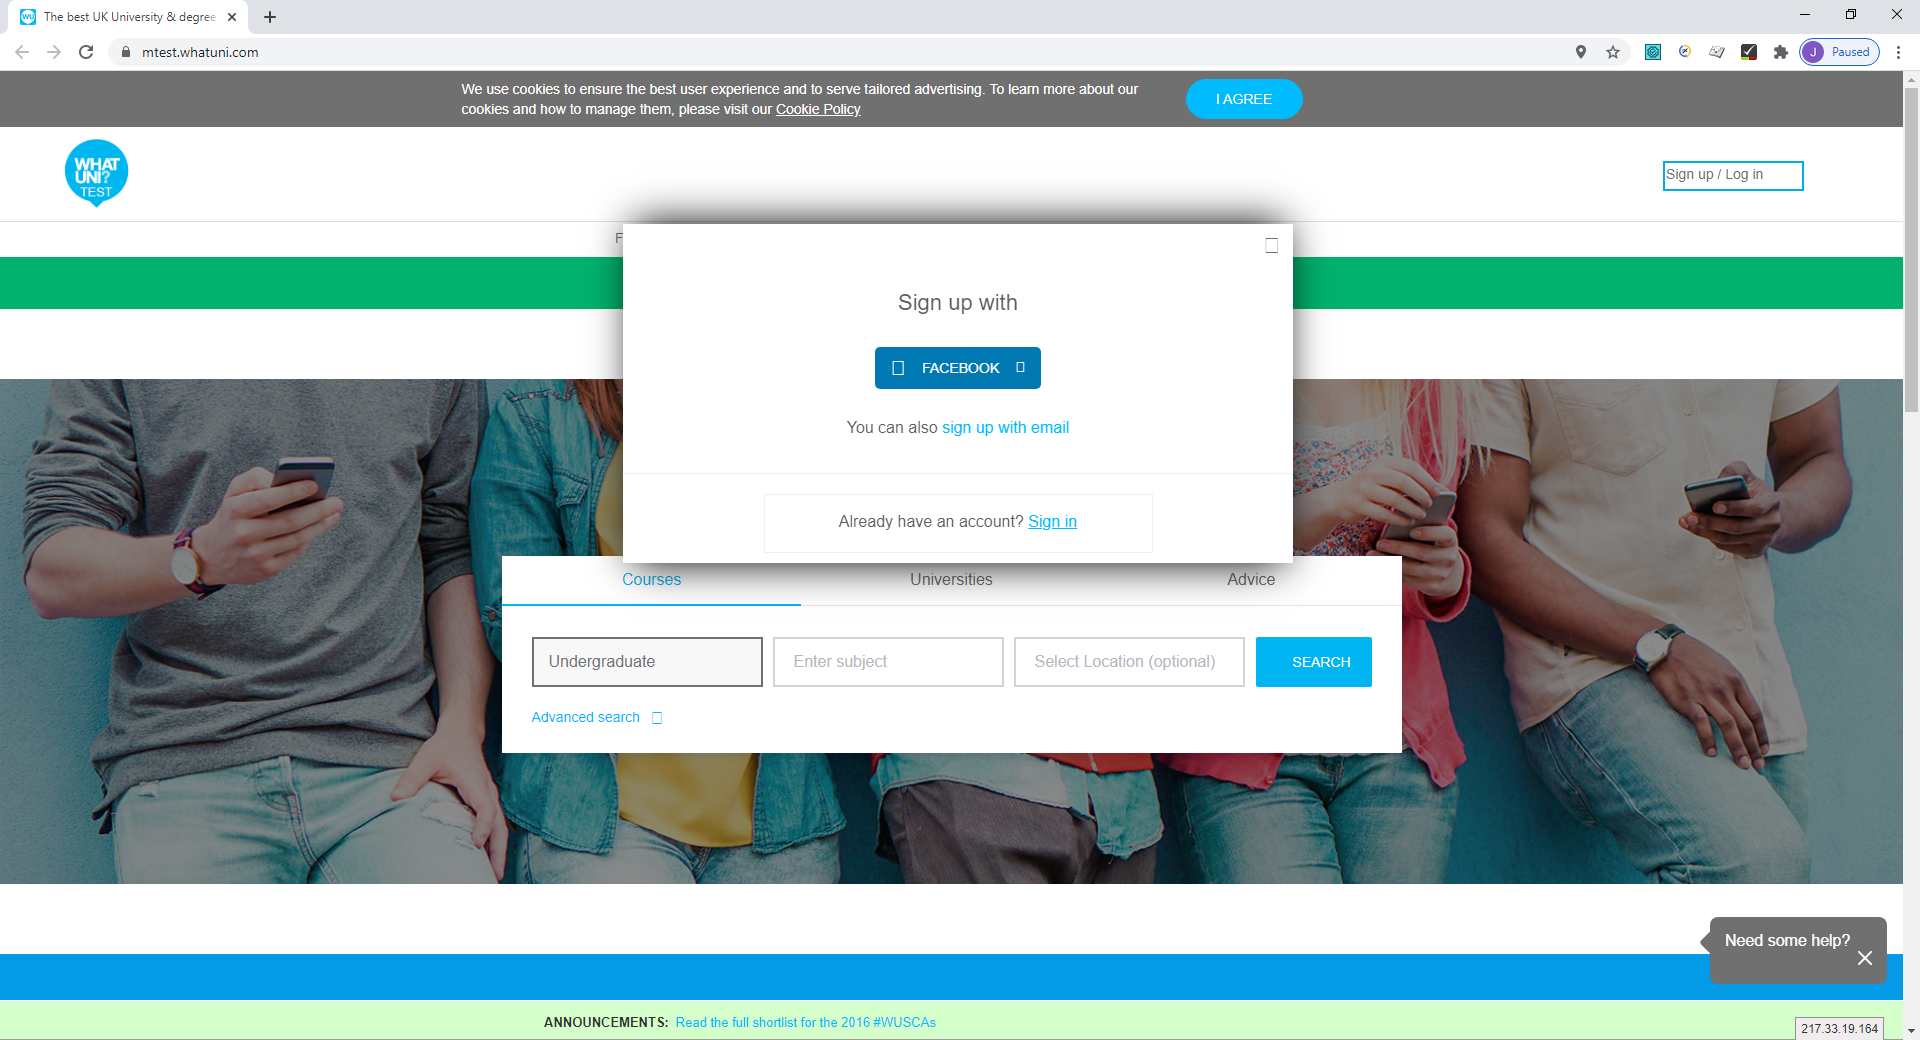 The best UK University & degree
mtest.whatuni.com
J Paused
We use cookies to ensure the best user experience and to serve tailored advertising. To learn more about our
cookies and how to manage them, please visit our Cookie Policy
I AGREE
WHAT
UNI?
TEST
Sign up / Log in
F
Sign up with
FACEBOOK
You can also sign up with email
Already have an account? Sign in
Courses Universities Advice
Undergraduate Enter subject Select Location (optional) SEARCH
Advanced search
Need some help?
ANNOUNCEMENTS: Read the full shortlist for the 2016 #WUSCAs
217.33.19.164